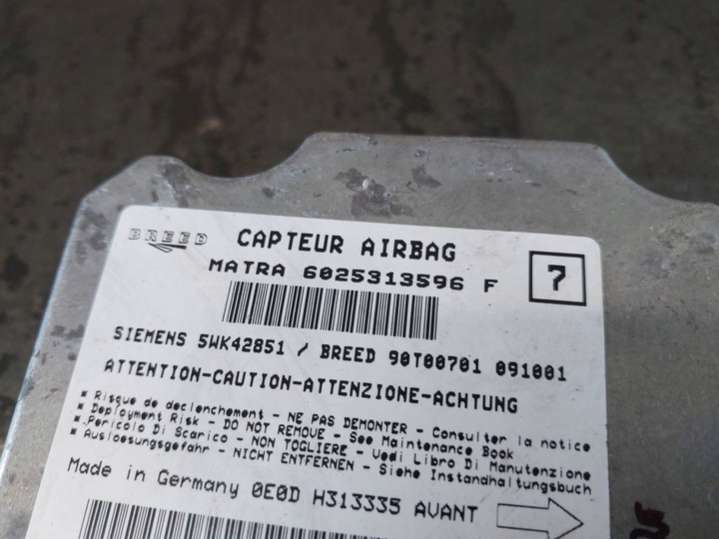 BREED CAPTEUR AIRBAG
MATRA 6025313596 F 7
SIEMENS 5WK42851 / BREED 90T00701 091001
ATTENTION-CAUTION-ATTENZIONE-ACHTUNG
* Risque de declenchement - NE PAS DEMONTER - Consulter la notice
* Deployment Risk - DO NOT REMOVE - See Maintenance Book
* Pericolo Di Scarico - NON TOGLIERE - Vedi Libro Di Manutenzione
* Ausloesungsgefahr - NICHT ENTFERNEN - Siehe Instandhaltungsbuch
Made in Germany 0E0D H313335 AVANT